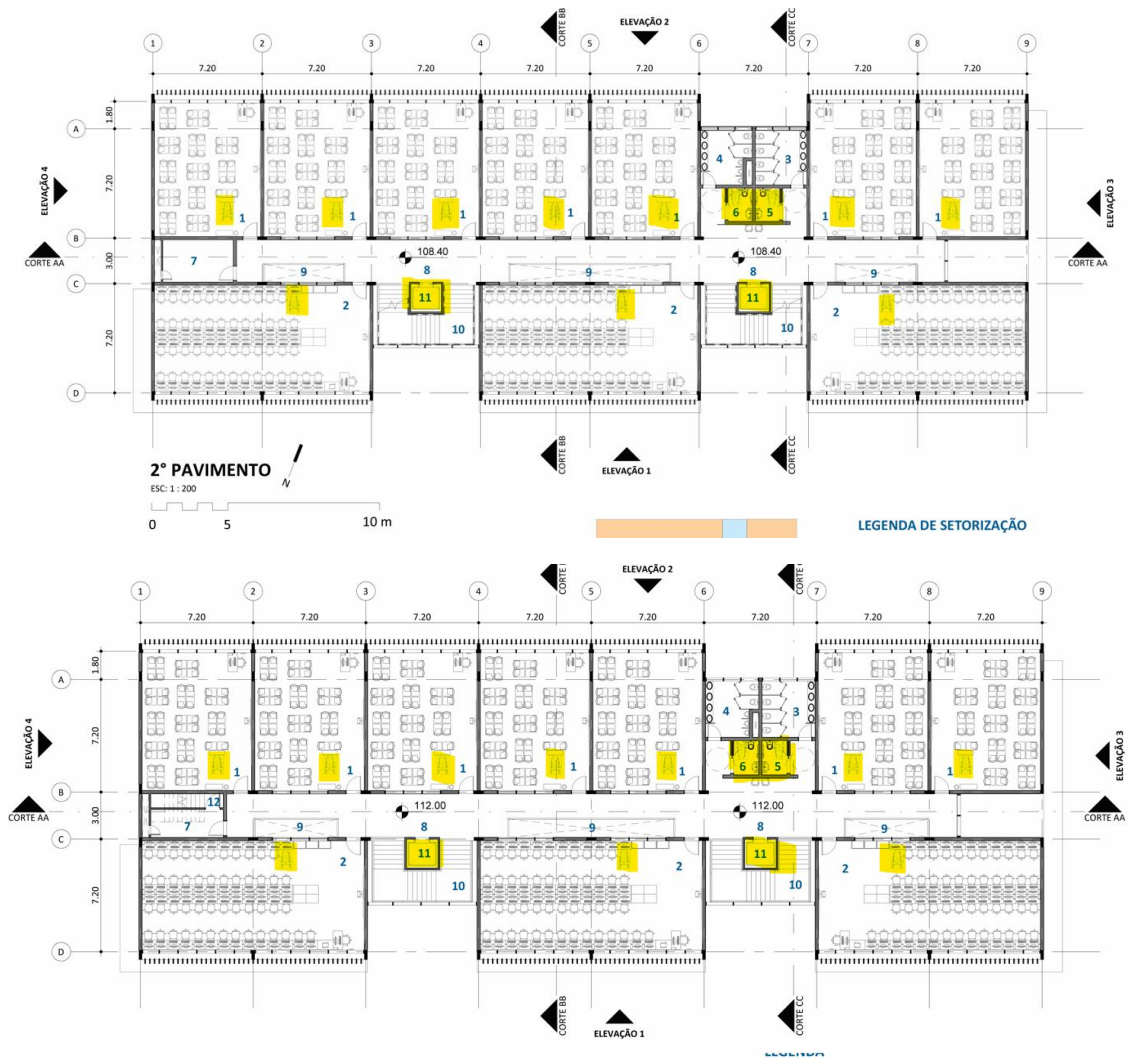 ELEVAÇÃO 2
CORTE BB
CORTE CC
1 2 3 4 5 6 7 8 9
7.20 7.20 7.20 7.20 7.20 7.20 7.20 7.20
1.80
A
4 3
7.20
ELEVAÇÃO 4
ELEVAÇÃO 3
1 1 1 1 1 6 5 1 1
B
CORTE AA
CORTE AA
3.00
7 108.40 108.40
9 8 9 8 9
C
2 11 2 11 2
10 10
7.20
D
CORTE BB
CORTE CC
ELEVAÇÃO 1
2° PAVIMENTO
N
ESC: 1 : 200
0 5 10 m
LEGENDA DE SETORIZAÇÃO
ELEVAÇÃO 2
1 2 3 4 5 6 7 8 9
7.20 7.20 7.20 7.20 7.20 7.20 7.20 7.20
1.80
A
4 3
7.20
ELEVAÇÃO 4
ELEVAÇÃO 3
1 1 1 1 1 6 5 1 1
B
12
CORTE AA
CORTE AA
3.00
112.00 112.00
7 9 8 9 8 9
C
2 11 2 11 2
10 10
7.20
D
CORTE BB
CORTE CC
ELEVAÇÃO 1